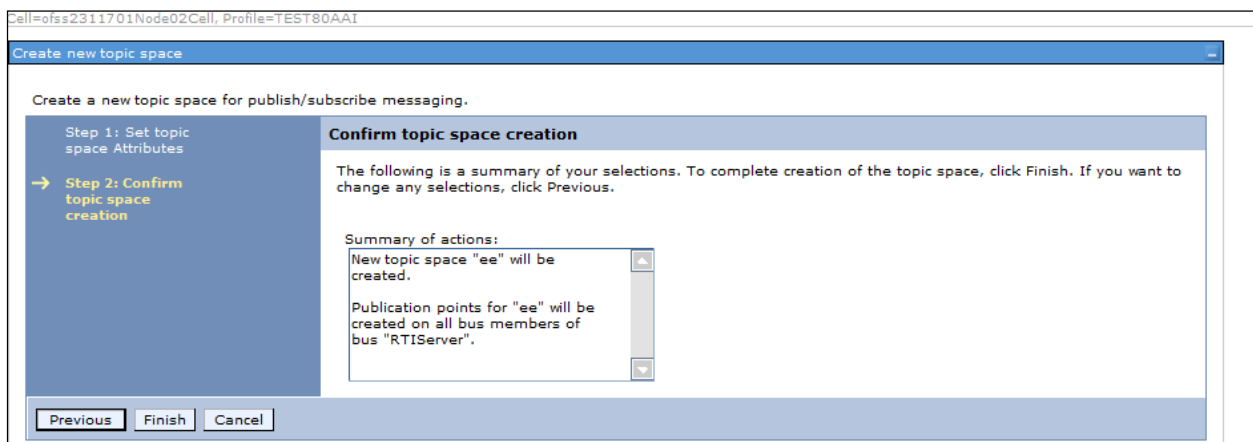 Cell=ofss2311701Node02Cell, Profile=TEST80AAI
Create new topic space
Create a new topic space for publish/subscribe messaging.
Step 1: Set topic
space Attributes
Step 2: Confirm
topic space
creation
Confirm topic space creation
The following is a summary of your selections. To complete creation of the topic space, click Finish. If you want to
change any selections, click Previous.
Summary of actions:
New topic space "ee" will be
created.
Publication points for "ee" will be
created on all bus members of
bus "RTIServer".
Previous Finish Cancel